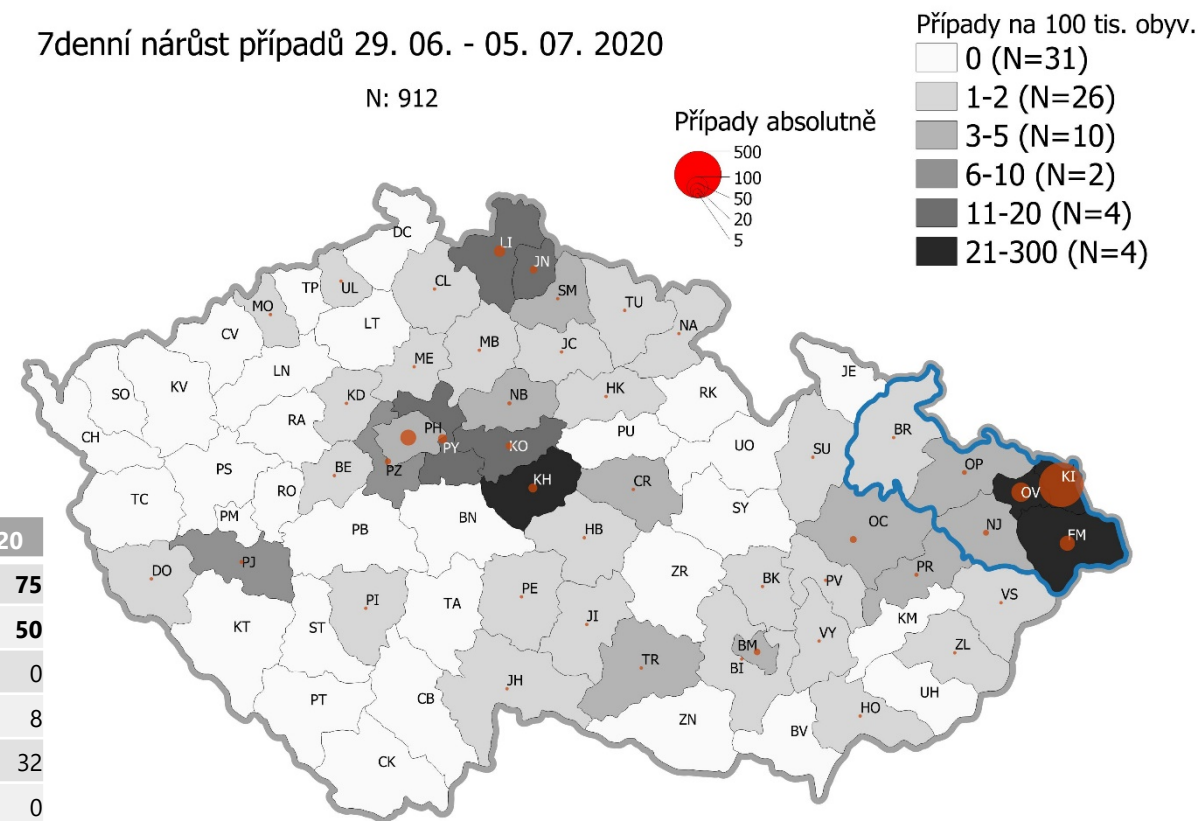 7denní nárůst případů 29. 06. - 05. 07. 2020
N: 912
Případy absolutně
500
100
50
20
5
Případy na 100 tis. obyv.
0 (N=31)
1-2 (N=26)
3-5 (N=10)
6-10 (N=2)
11-20 (N=4)
21-300 (N=4)
DC
LI
JN
TP
UL
CL
SM
MO
TU
CV
LT
NA
MB
JC
ME
JE
SO
KV
LN
KD
NB
HK
RK
RA
CH
PH
PY
KO
PU
BR
UO
SU
PS
BE
PZ
OP
KI
TC
RO
KH
CR
OV
PM
BN
SY
OC
NJ
FM
PB
HB
DO
PJ
PR
ZR
BK
PV
PE
VS
PI
TA
KT
ST
JI
KM
VY
BM
ZL
TR
BI
JH
UH
PT
CB
HO
ZN
BV
CK
20
75
50
0
8
32
0